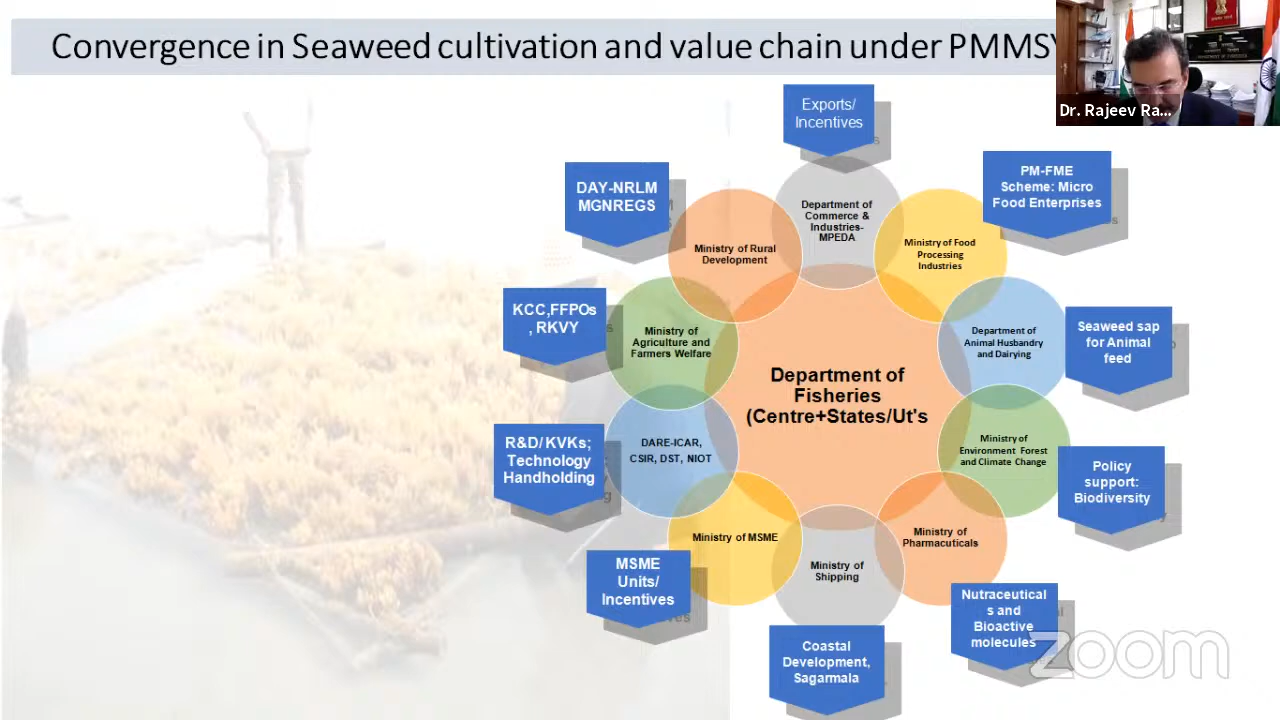 Convergence in Seaweed cultivation and value chain under PMMSY
Dr. Rajeev Ra...
Exports/
Incentives
DAY-NRLM
MGNREGS
PM-FME
Scheme: Micro
Food Enterprises
Department of
Commerce &
Industries-
MPEDA
Ministry of Rural
Development
Ministry of Food
Processing
Industries
KCC,FFPOs
, RKVY
Ministry of
Agriculture and
Farmers Welfare
Department of
Animal Husbandry
and Dairying
Seaweed sap
for Animal
feed
Department of
Fisheries
(Centre+States/Ut's
R&D/KVKs;
Technology
Handholding
DARE-ICAR,
CSIR, DST, NIOT
Ministry of
Environment Forest
and Climate Change
Policy
support:
Biodiversity
Ministry of MSME
Ministry of
Shipping
Ministry of
Pharmacuticals
MSME
Units/
Incentives
Coastal
Development,
Sagarmala
Nutraceutical
s and
Bioactive
molecules
zoom